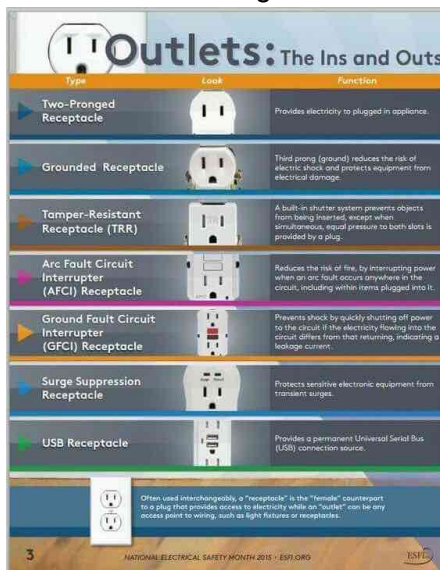 Outlets: The Ins and Outs
Type Look Function
Two-Pronged
Receptacle
Provides electricity to plugged in appliance.
Grounded Receptacle
Third prong (ground) reduces the risk of
electric shock and protects equipment from
electrical damage.
Tamper-Resistant
Receptacle (TRR)
A built-in shutter system prevents objects
from being inserted, except when
simultaneous, equal pressure to both slots is
provided by a plug.
Arc Fault Circuit
Interrupter
(AFCI) Receptacle
Reduces the risk of fire, by interrupting power
when an arc fault occurs anywhere in the
circuit, including within items plugged into it.
Ground Fault Circuit
Interrupter
(GFCI) Receptacle
Prevents shock by quickly shutting off power
to the circuit if the electricity flowing into the
circuit differs from that returning, indicating a
leakage current.
Surge Suppression
Receptacle
Protects sensitive electronic equipment from
transient surges.
USB Receptacle
Provides a permanent Universal Serial Bus
(USB) connection source.
Often used interchangeably, a "receptacle" is the "female" counterpart
to a plug that provides access to electricity while an "outlet" can be any
access point to wiring, such as light fixtures or receptacles.
3 NATIONAL ELECTRICAL SAFETY MONTH 2015 • ESFI.ORG ESFI